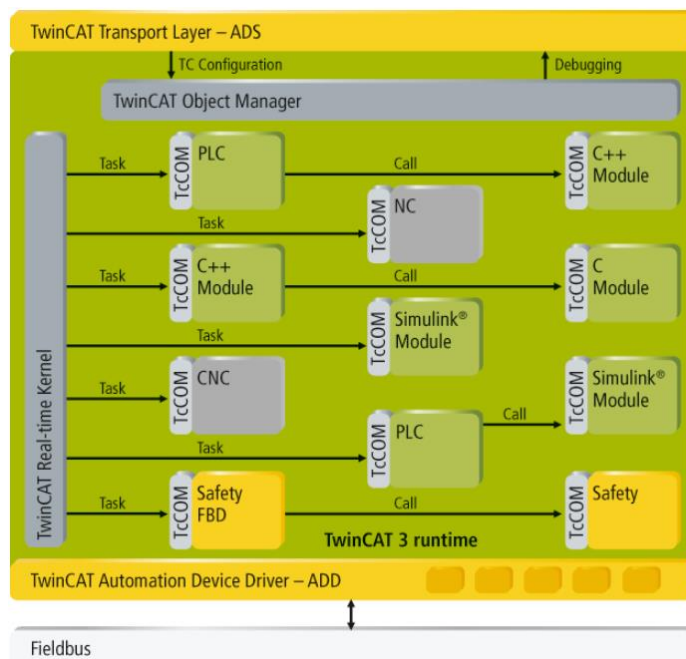 TwinCAT Transport Layer – ADS
TC Configuration
Debugging
TwinCAT Object Manager
TwinCAT Real-time Kernel
Task
TcCOM
PLC
Call
TcCOM
C++
Module
Task
TcCOM
NC
Task
TcCOM
C++
Module
Call
TcCOM
C
Module
Task
TcCOM
Simulink®
Module
Task
TcCOM
CNC
TcCOM
Simulink®
Module
Task
TcCOM
PLC
Call
Task
TcCOM
Safety
FBD
Call
TcCOM
Safety
TwinCAT 3 runtime
TwinCAT Automation Device Driver – ADD
Fieldbus